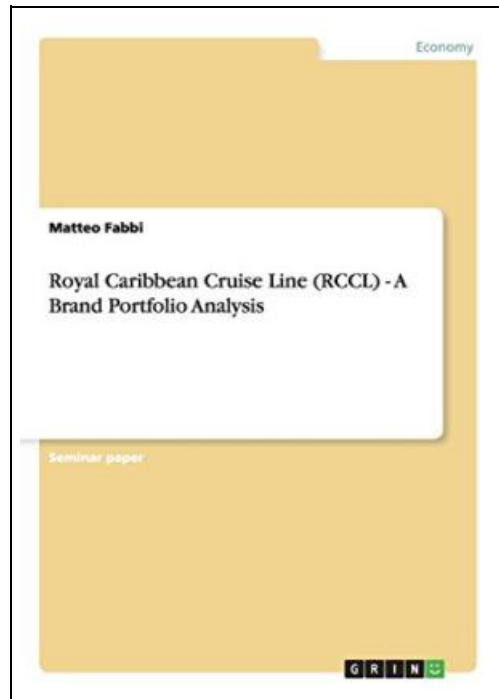 Economy
Matteo Fabbi
Royal Caribbean Cruise Line (RCCL) - A
Brand Portfolio Analysis
Seminar paper
GRIN